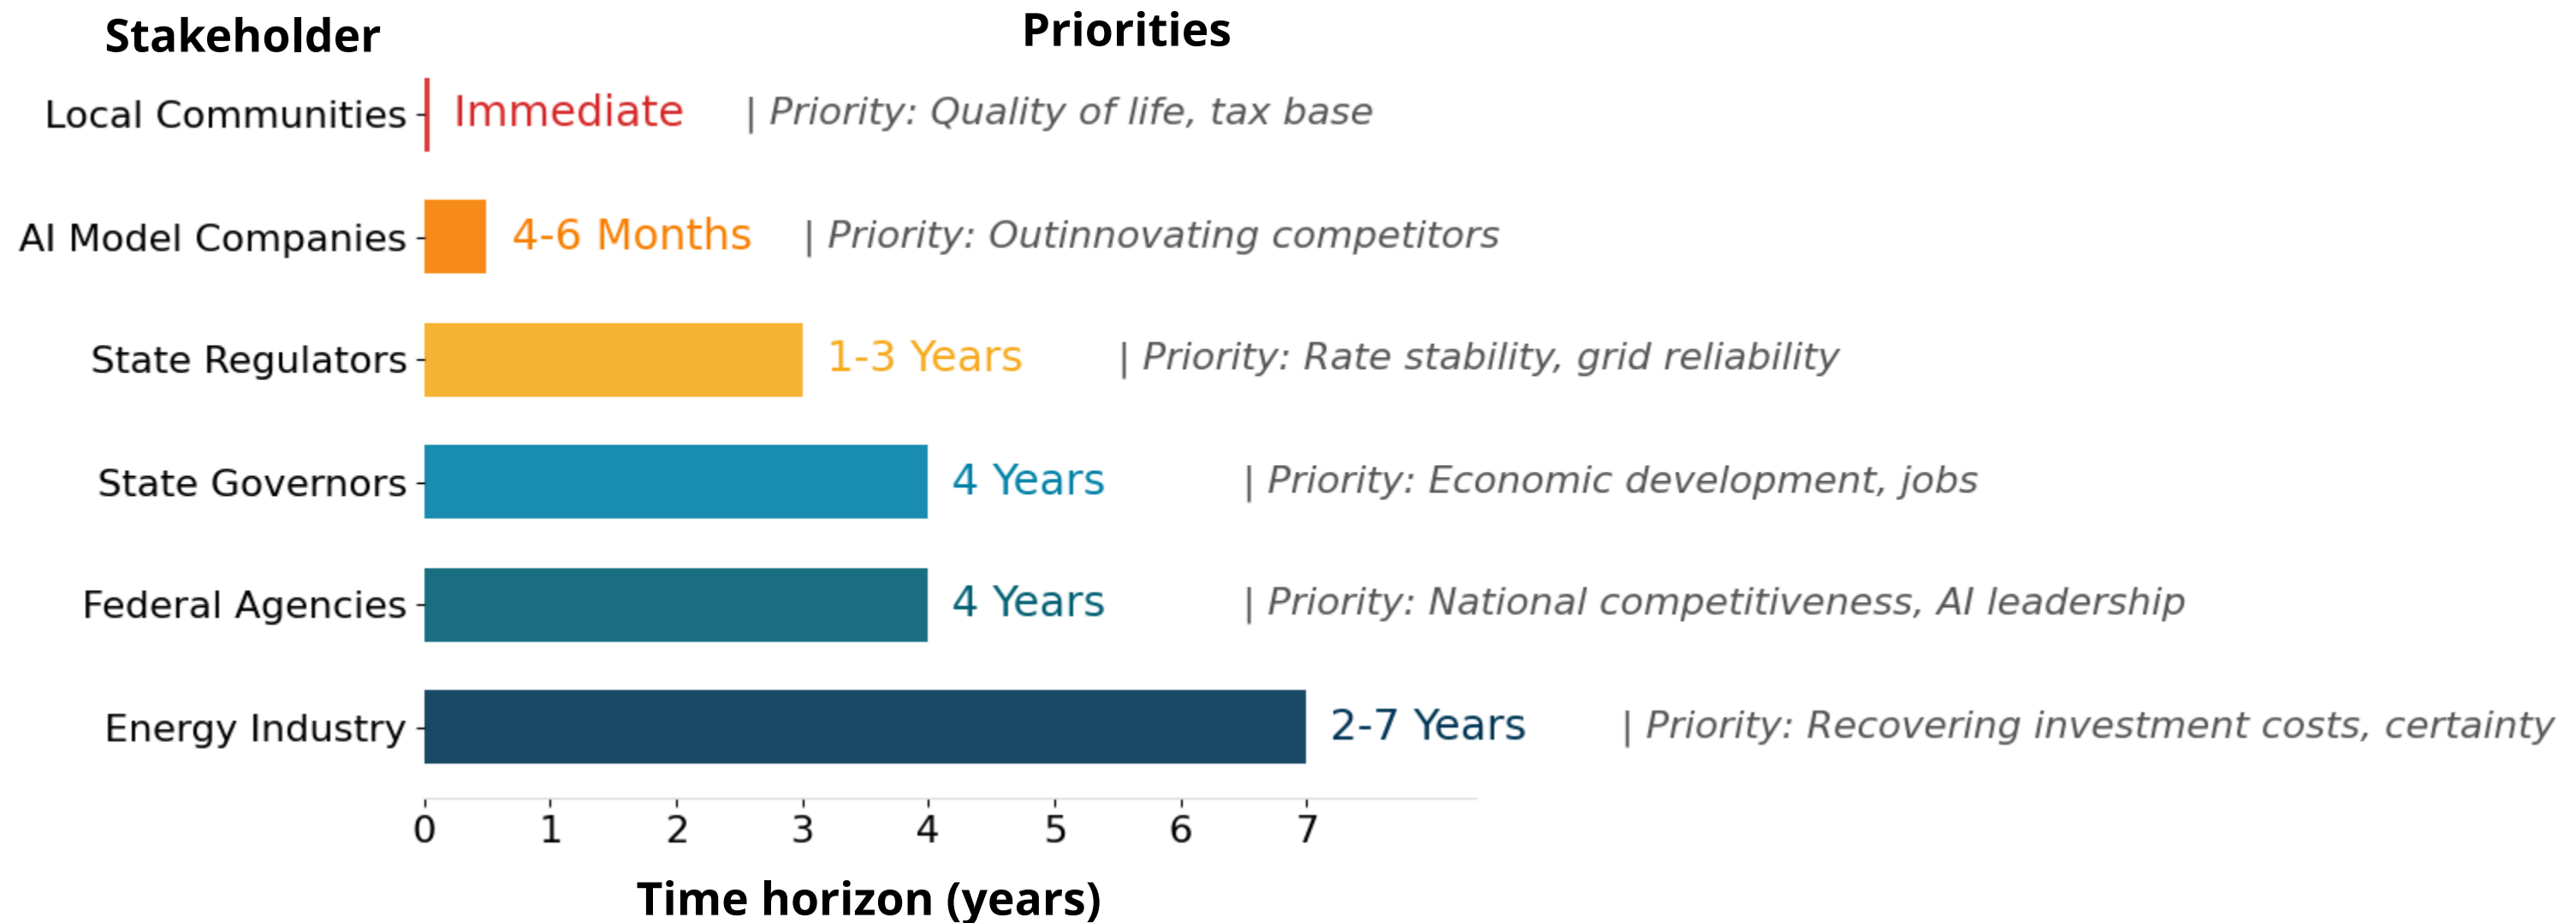 Stakeholder Priorities
Local Communities Immediate | Priority: Quality of life, tax base
AI Model Companies 4-6 Months | Priority: Outinnovating competitors
State Regulators 1-3 Years | Priority: Rate stability, grid reliability
State Governors 4 Years | Priority: Economic development, jobs
Federal Agencies 4 Years | Priority: National competitiveness, AI leadership
Energy Industry 2-7 Years | Priority: Recovering investment costs, certainty
0 1 2 3 4 5 6 7
Time horizon (years)